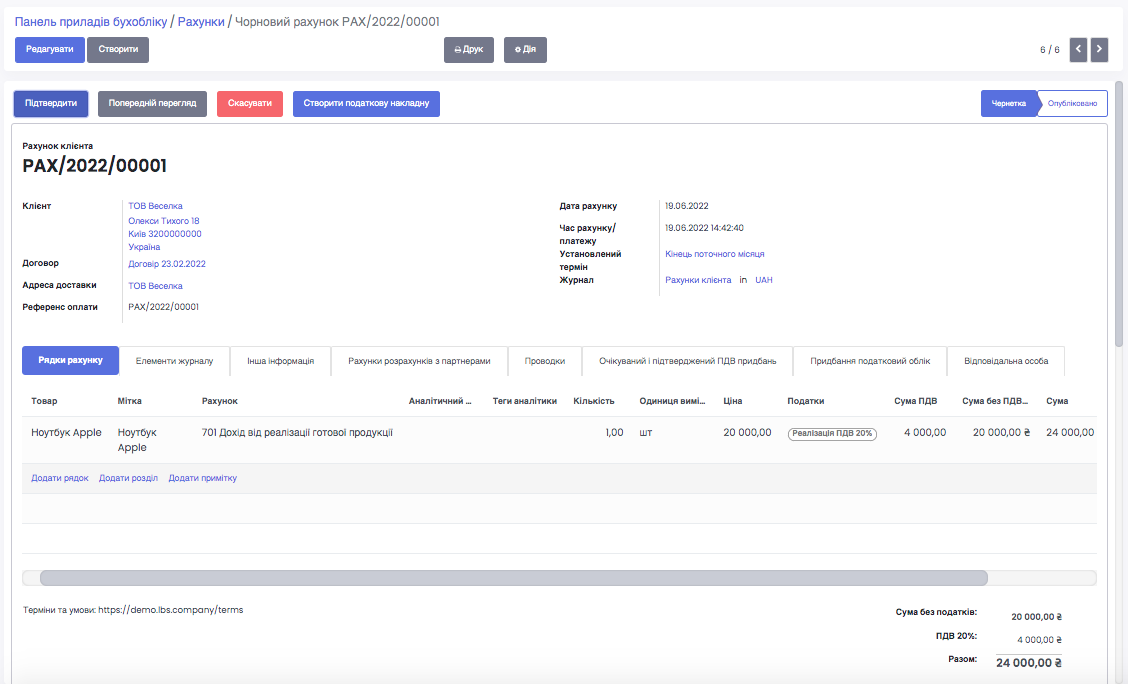 Панель приладів бухобліку / Рахунки / Чорновий рахунок РАХ/2022/00001
Редагувати Створити Друк Дія 6 / 6
Підтвердити Попередній перегляд Скасувати Створити податкову накладну Чернетка Опубліковано
Рахунок клієнта
РАХ/2022/00001
Клієнт ТОВ Веселка
Олекси Тихого 18
Київ 3200000000
Україна
Договор Договір 23.02.2022
Адреса доставки ТОВ Веселка
Референс оплати РАХ/2022/00001
Дата рахунку 19.06.2022
Час рахунку/ 19.06.2022 14:42:40
платежу
Установлений Кінець поточного місяця
термін
Журнал Рахунки клієнта in UAH
Рядки рахунку Елементи журналу Інша інформація Рахунки розрахунків з партнерами Проводки Очікуваний і підтверджений ПДВ придбань Придбання податковий облік Відповідальна особа
Товар Мітка Рахунок Аналітичний ... Теги аналітики Кількість Одиниця вимі... Ціна Податки Сума ПДВ Сума без ПДВ... Сума
Ноутбук Apple Ноутбук 701 Дохід від реалізації готової продукції 1,00 шт 20 000,00 Реалізація ПДВ 20% 4 000,00 20 000,00 ₴ 24 000,00
Apple
Додати рядок Додати розділ Додати примітку
Терміни та умови: https://demo.lbs.company/terms
Сума без податків: 20 000,00 ₴
ПДВ 20%: 4 000,00 ₴
Разом: 24 000,00 ₴